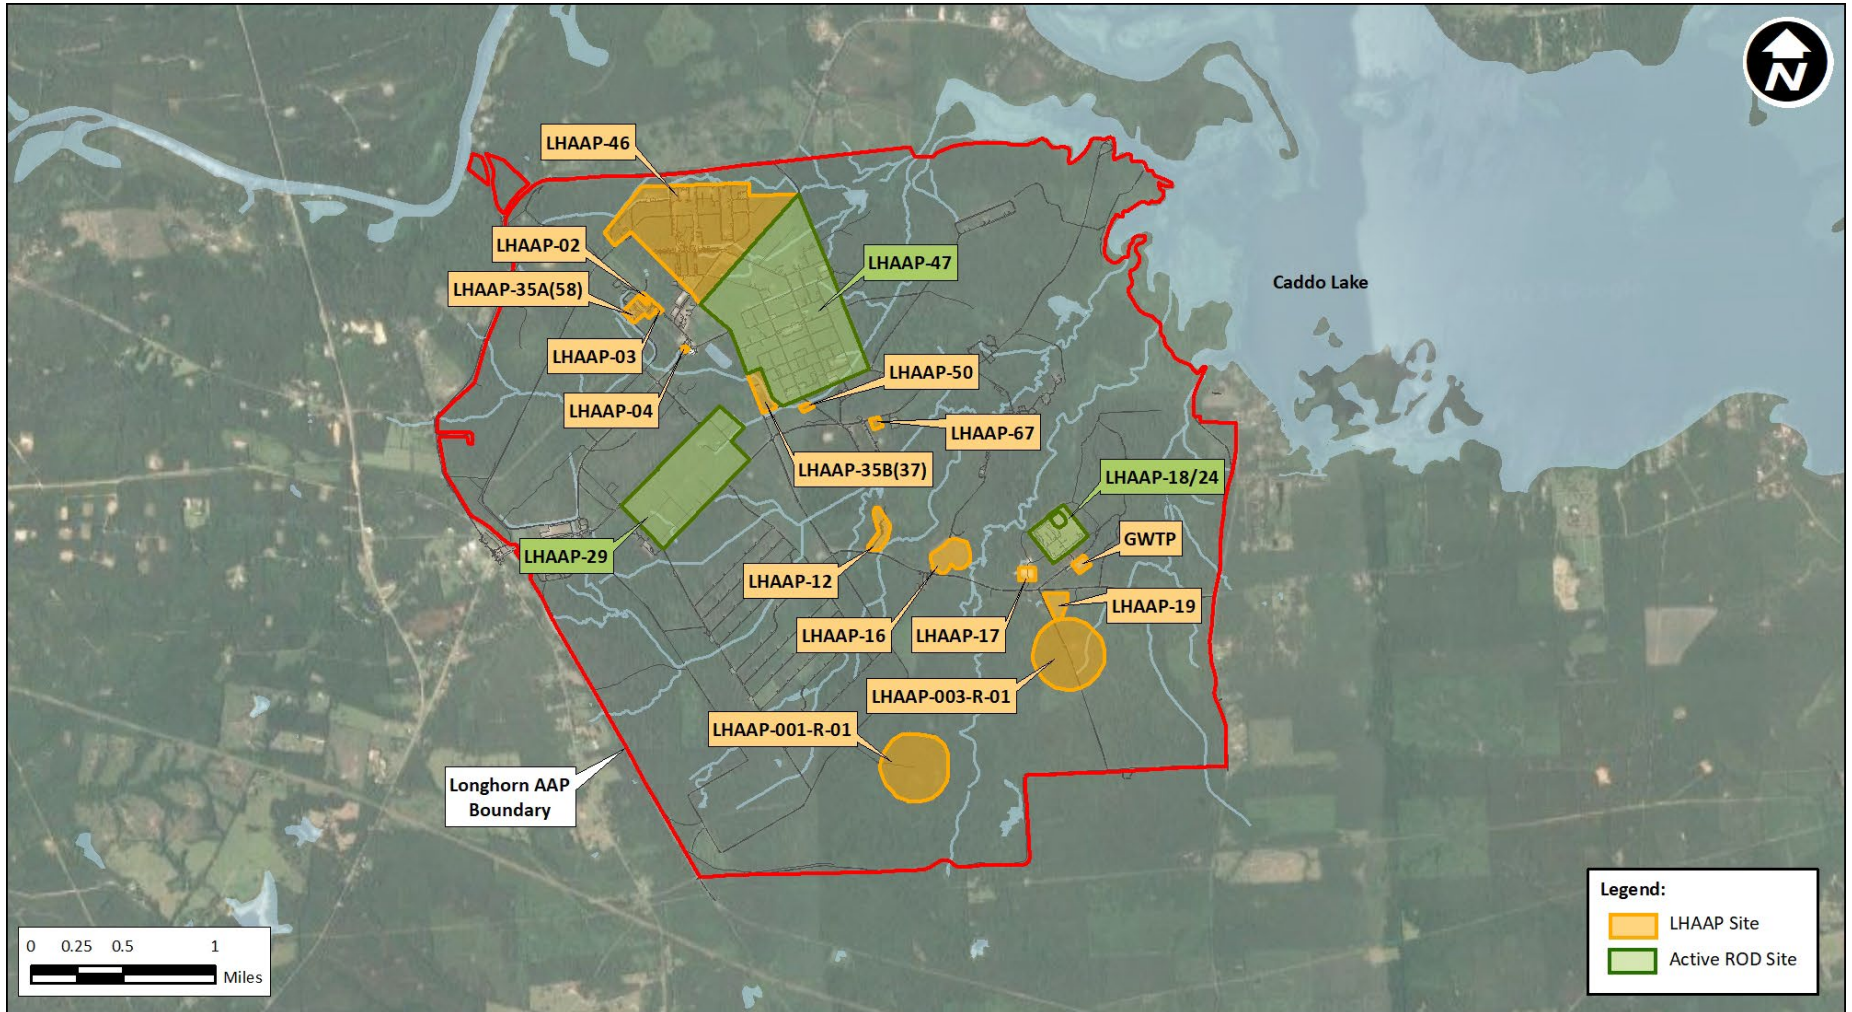 N
LHAAP-46
LHAAP-02
LHAAP-47
LHAAP-35A(58)
Caddo Lake
LHAAP-03
LHAAP-50
LHAAP-04
LHAAP-67
LHAAP-35B(37)
LHAAP-18/24
LHAAP-29
GWTP
LHAAP-12
LHAAP-19
LHAAP-16
LHAAP-17
LHAAP-003-R-01
LHAAP-001-R-01
Longhorn AAP
Boundary
Legend:
LHAAP Site
Active ROD Site
0 0.25 0.5 1
Miles